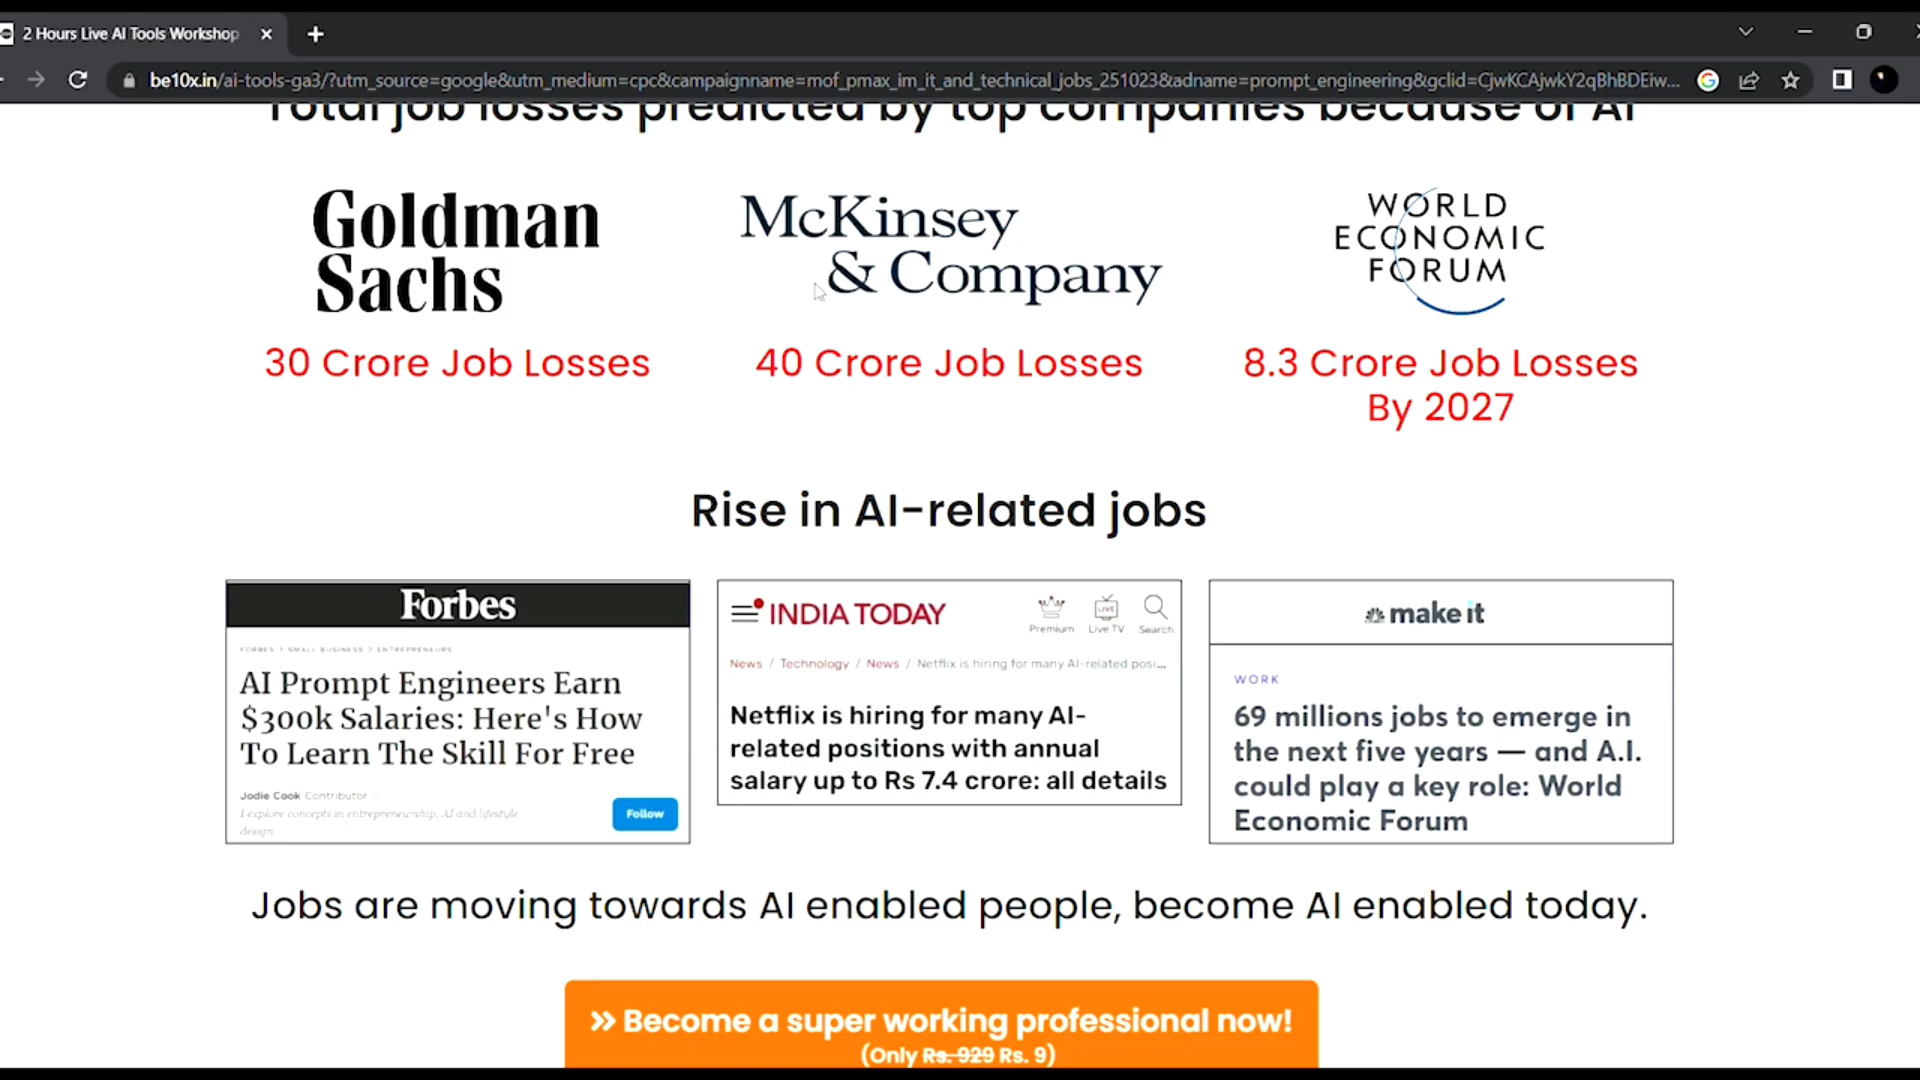 2 Hours Live AI Tools Workshop
be10x.in/ai-tools-ga3/?utm_source=google&utm_medium=cpc&campaignname=mof_pmax_im_it_and_technical_jobs_251023&adname=prompt_engineering&gclid=CjwKCAjwkY2qBhBDEiw...
Total job losses predicted by top companies because of AI
Goldman
Sachs
McKinsey
& Company
WORLD
ECONOMIC
FORUM
30 Crore Job Losses
40 Crore Job Losses
8.3 Crore Job Losses
By 2027
Rise in AI-related jobs
Forbes
FORBES > SMALL BUSINESS > ENTREPRENEURS
AI Prompt Engineers Earn
$300k Salaries: Here's How
To Learn The Skill For Free
Jodie Cook Contributor
I explore concepts in entrepreneurship, AI and lifestyle
design
Follow
INDIA TODAY
Premium
LIVE
Live TV
Search
News / Technology / News / Netflix is hiring for many AI-related posi...
Netflix is hiring for many AI-
related positions with annual
salary up to Rs 7.4 crore: all details
make it
WORK
69 millions jobs to emerge in
the next five years — and A.I.
could play a key role: World
Economic Forum
Jobs are moving towards AI enabled people, become AI enabled today.
>> Become a super working professional now!
(Only Rs. 929 Rs. 9)